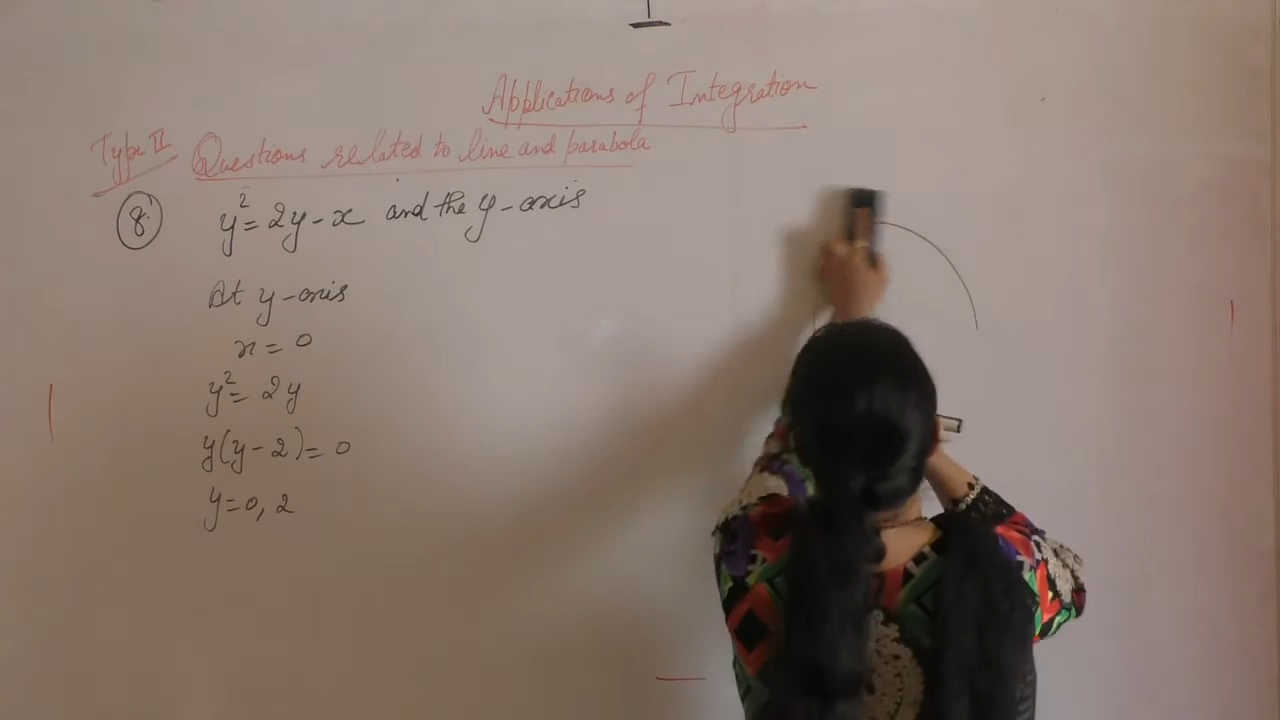 Applications of Integration
Type II Questions related to line and parabola
8. y² = 2y - x and the y-axis
At y-axis
x = 0
y² = 2y
y(y-2) = 0
y = 0, 2